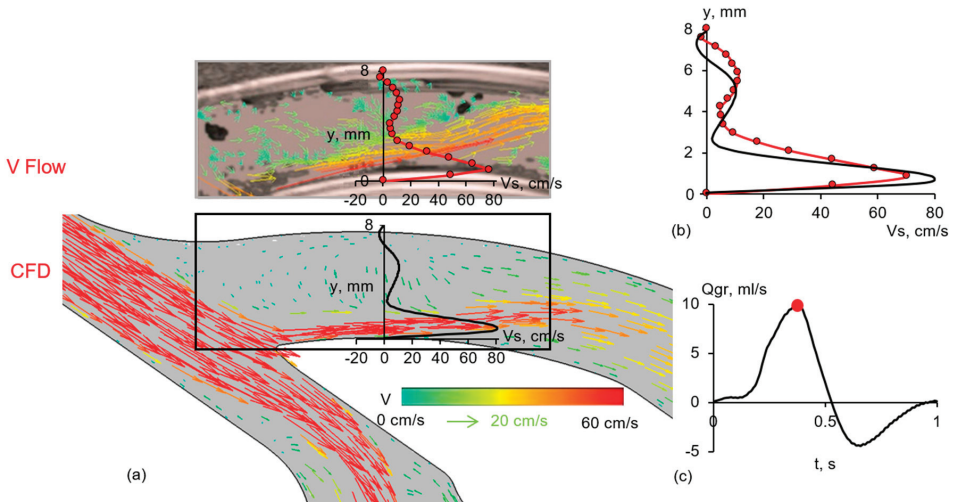 V Flow
8
y, mm
0
Vs, cm/s
-20 0 20 40 60 80
CFD
8
y, mm
0
Vs, cm/s
-20 0 20 40 60 80
V
0 cm/s 20 cm/s 60 cm/s
(a)
y, mm
8
6
4
2
0
0 20 40 60 80
(b)
Vs, cm/s
Qgr, ml/s
10
5
0
-5
0 0.5 1
(c)
t, s